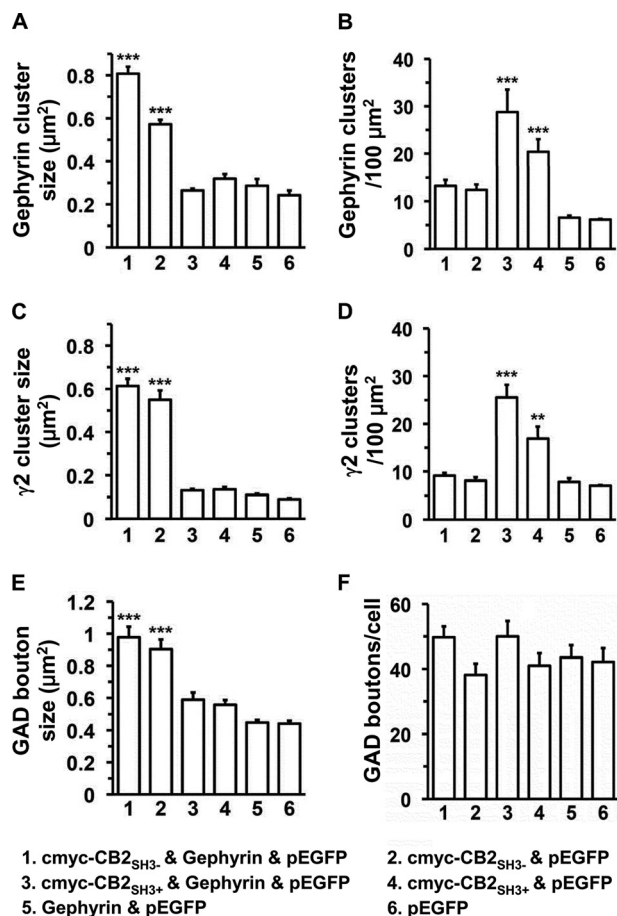 A
Gephyrin cluster
size (µm²)
0.8
0.6
0.4
0.2
0
***
***
1 2 3 4 5 6
B
Gephyrin clusters
/100 µm²
40
30
20
10
0
***
***
1 2 3 4 5 6
C
γ2 cluster size
(µm²)
0.8
0.6
0.4
0.2
0
***
***
1 2 3 4 5 6
D
γ2 clusters
/100 µm²
40
30
20
10
0
***
**
1 2 3 4 5 6
E
GAD bouton
size (µm²)
1.2
1
0.8
0.6
0.4
0.2
0
***
***
1 2 3 4 5 6
F
GAD boutons/cell
60
40
20
0
1 2 3 4 5 6
1. cmyc-CB2SH3- & Gephyrin & pEGFP
2. cmyc-CB2SH3- & pEGFP
3. cmyc-CB2SH3+ & Gephyrin & pEGFP
4. cmyc-CB2SH3+ & pEGFP
5. Gephyrin & pEGFP
6. pEGFP